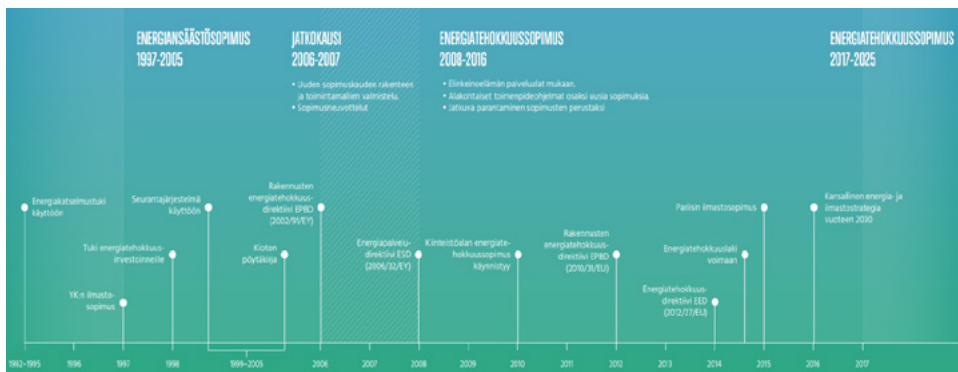 ENERGIANSÄÄSTÖSOPIMUS
1997-2005
JATKOKAUSI
2006-2007
• Uuden sopimuskauden rakenteen
ja toimintamallien valmistelu.
• Sopimusneuvottelut
ENERGIATEHOKKUUSSOPIMUS
2008-2016
• Elinkeinoelämän palvelualat mukaan.
• Alakohtaiset toimenpideohjelmat osaksi uusia sopimuksia.
• Jatkuva parantaminen sopimusten perustaksi
ENERGIATEHOKKUUSSOPIMUS
2017-2025
Energiakatselmustuki
käyttöön
YK:n ilmasto-
sopimus
Tuki energiatehokkuus-
investoinneille
Seurantajärjestelmä
käyttöön
Kioton
pöytäkirja
Rakennusten
energiatehokkuus-
direktiivi EPBD
(2002/91/EY)
Energiapalvelu-
direktiivi ESD
(2006/32/EY)
Kiinteistöalan energiate-
hokkuussopimus
käynnistyy
Rakennusten
energiatehokkuus-
direktiivi EPBD
(2010/31/EU)
Energiatehokkuus-
direktiivi EED
(2012/27/EU)
Energiatehokkuuslaki
voimaan
Pariisin ilmastosopimus
Kansallinen energia- ja
ilmastostrategia
vuoteen 2030
1992-1995
1996
1997
1998
1999-2005
2006
2007
2008
2009
2010
2011
2012
2013
2014
2015
2016
2017